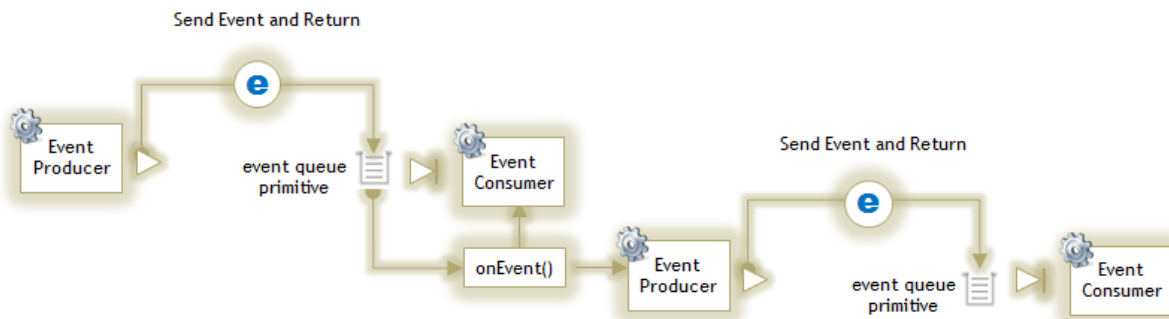 Send Event and Return
e
Event
Producer
event queue
primitive
Event
Consumer
onEvent()
Event
Producer
Send Event and Return
e
event queue
primitive
Event
Consumer